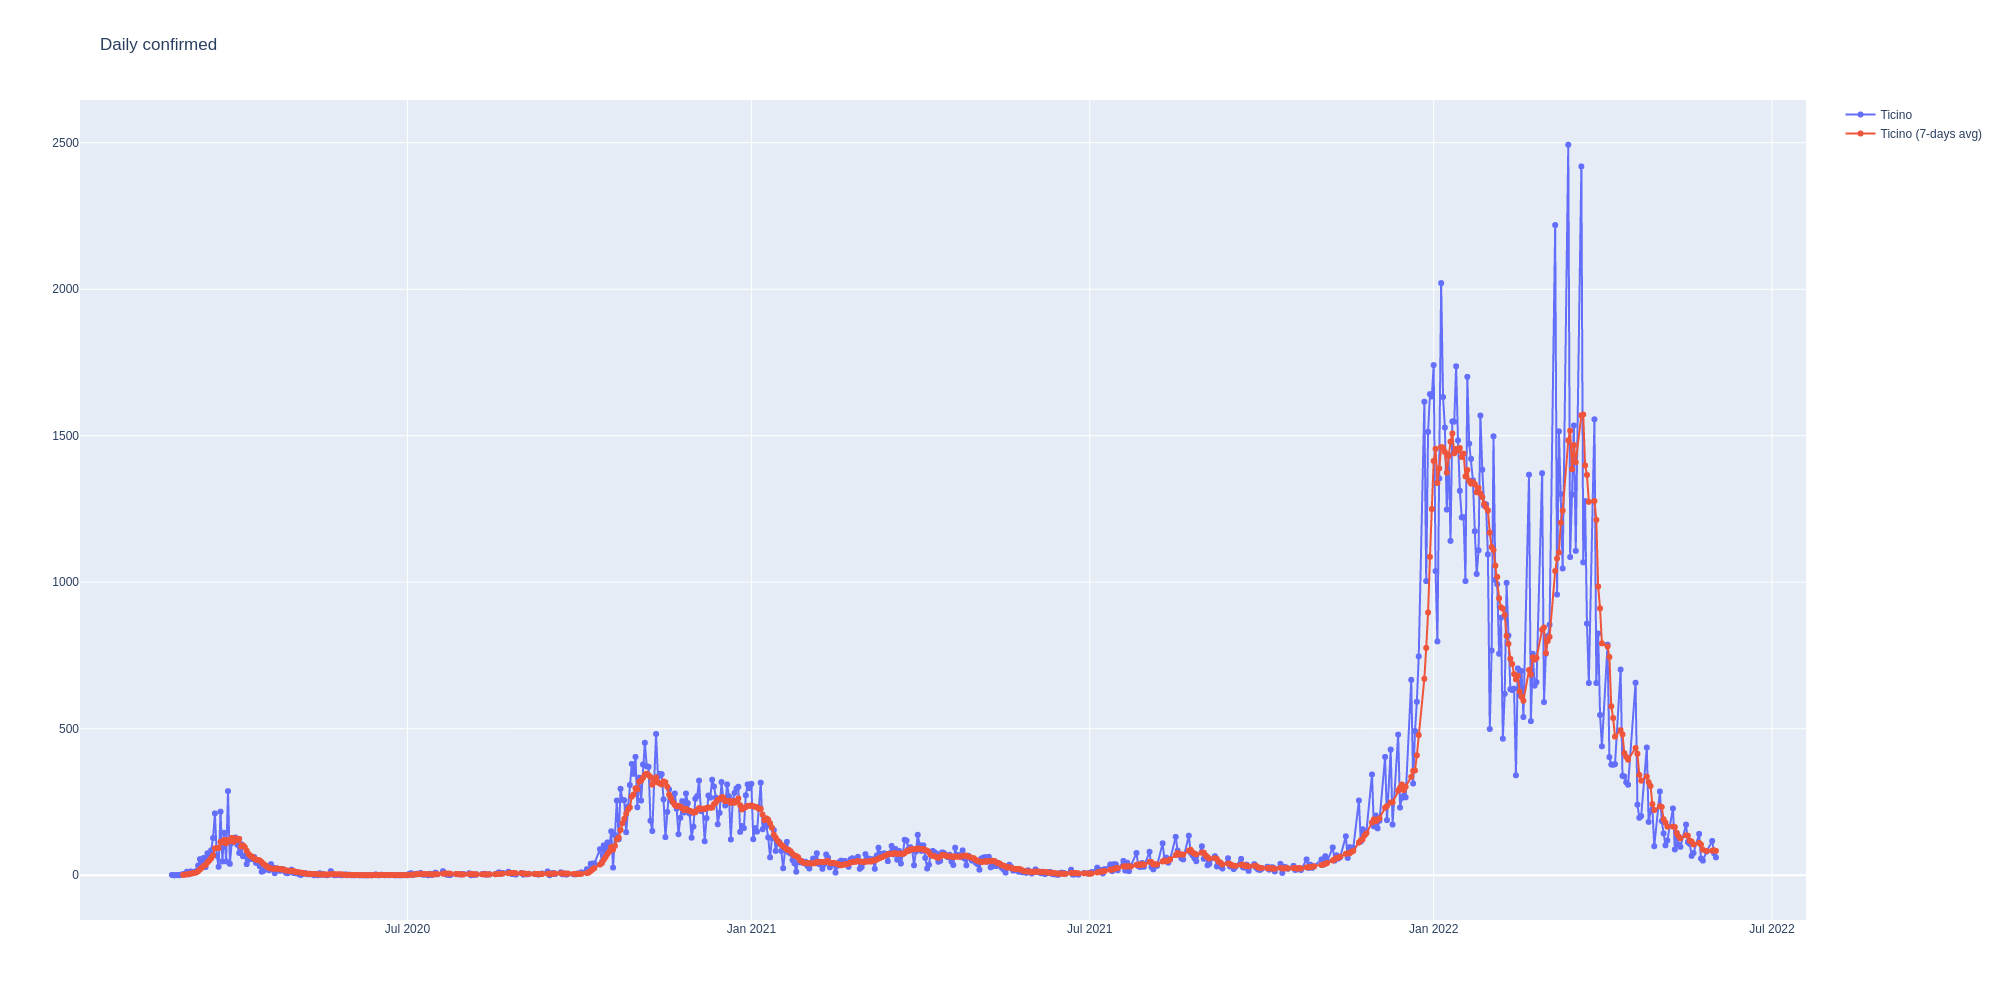 Daily confirmed
Ticino
Ticino (7-days avg)
2500
2000
1500
1000
500
0
Jul 2020
Jan 2021
Jul 2021
Jan 2022
Jul 2022